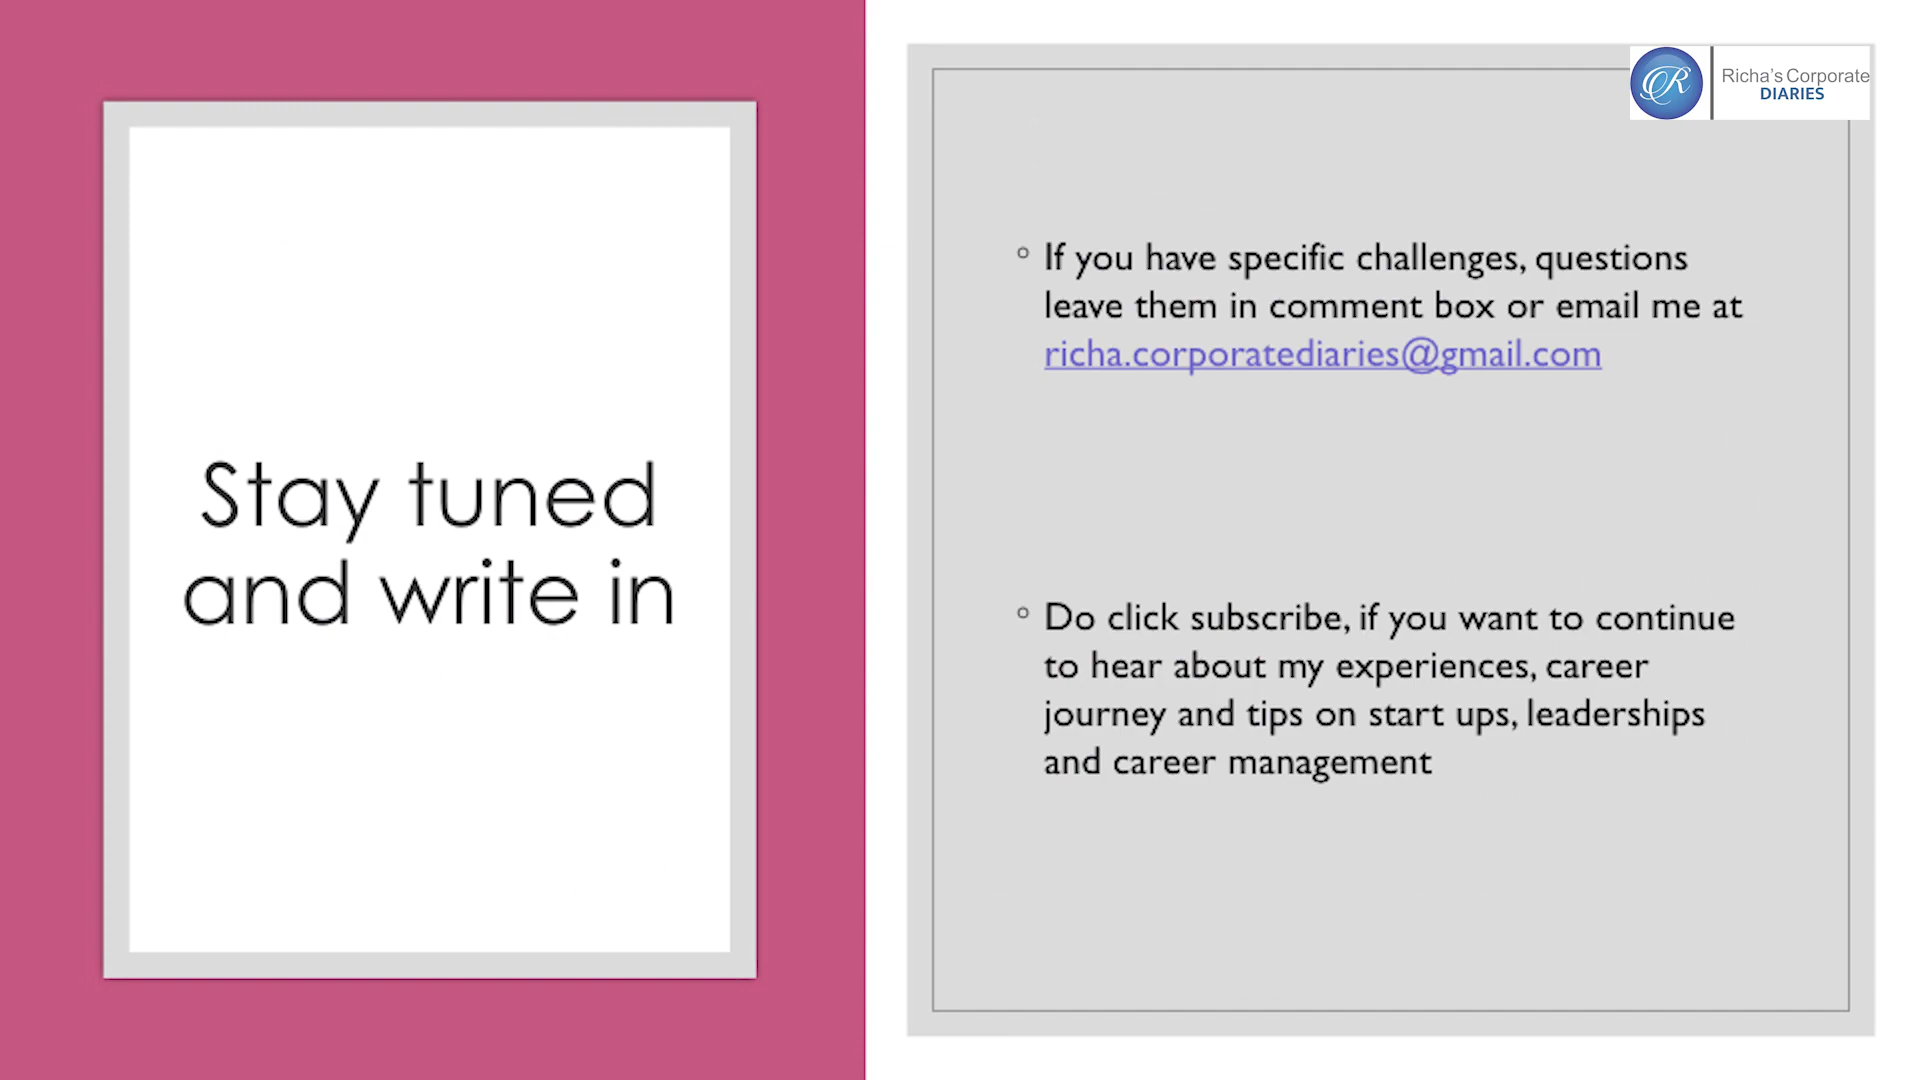 Richa's Corporate
DIARIES
Stay tuned
and write in
If you have specific challenges, questions
leave them in comment box or email me at
richa.corporatediaries@gmail.com
Do click subscribe, if you want to continue
to hear about my experiences, career
journey and tips on start ups, leaderships
and career management